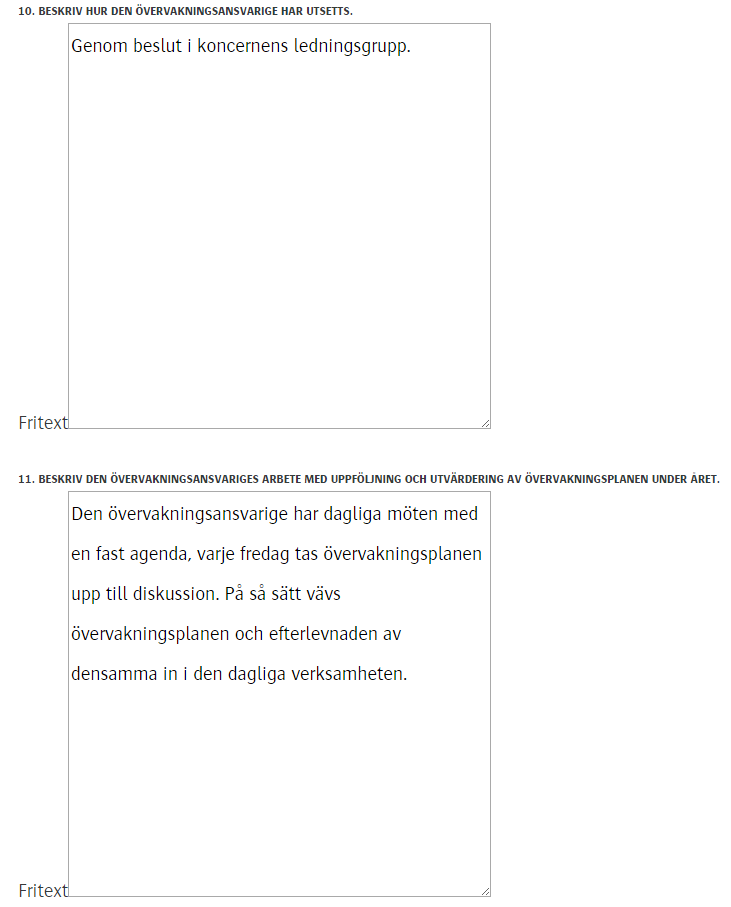 10. BESKRIV HUR DEN ÖVERVAKNINGSANSVARIGE HAR UTSETTS.
Genom beslut i koncernens ledningsgrupp.
Fritext
11. BESKRIV DEN ÖVERVAKNINGSANSVARIGES ARBETE MED UPPFÖLJNING OCH UTVÄRDERING AV ÖVERVAKNINGSPLANEN UNDER ÅRET.
Den övervakningsansvarige har dagliga möten med
en fast agenda, varje fredag tas övervakningsplanen
upp till diskussion. På så sätt vävs
övervakningsplanen och efterlevnaden av
densamma in i den dagliga verksamheten.
Fritext